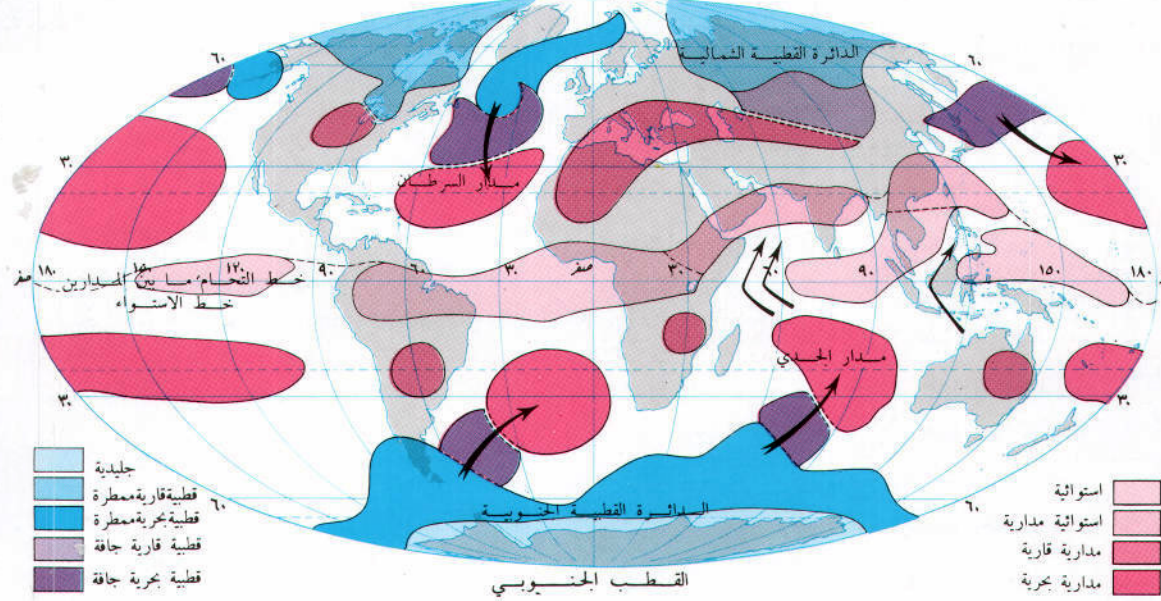 الدائرة القطبية الشمالية
٦٠
٦٠
٣٠
٣٠
مدار السرطان
صفر
١٨٠
١٥٠
١٢٠
٩٠
٦٠
٣٠
صفر
٣٠
٦٠
٩٠
١٥٠
١٨٠
خط التحام ما بين المدارين
خط الاستواء
مدار الجدي
٣٠
٣٠
٦٠
٦٠
الدائرة القطبية الجنوبية
القطب الجنوبي
استوائية
استوائية مدارية
مدارية قارية
مدارية بحرية
جليدية
قطبية قارية ممطرة
قطبية بحرية ممطرة
قطبية قارية جافة
قطبية بحرية جافة